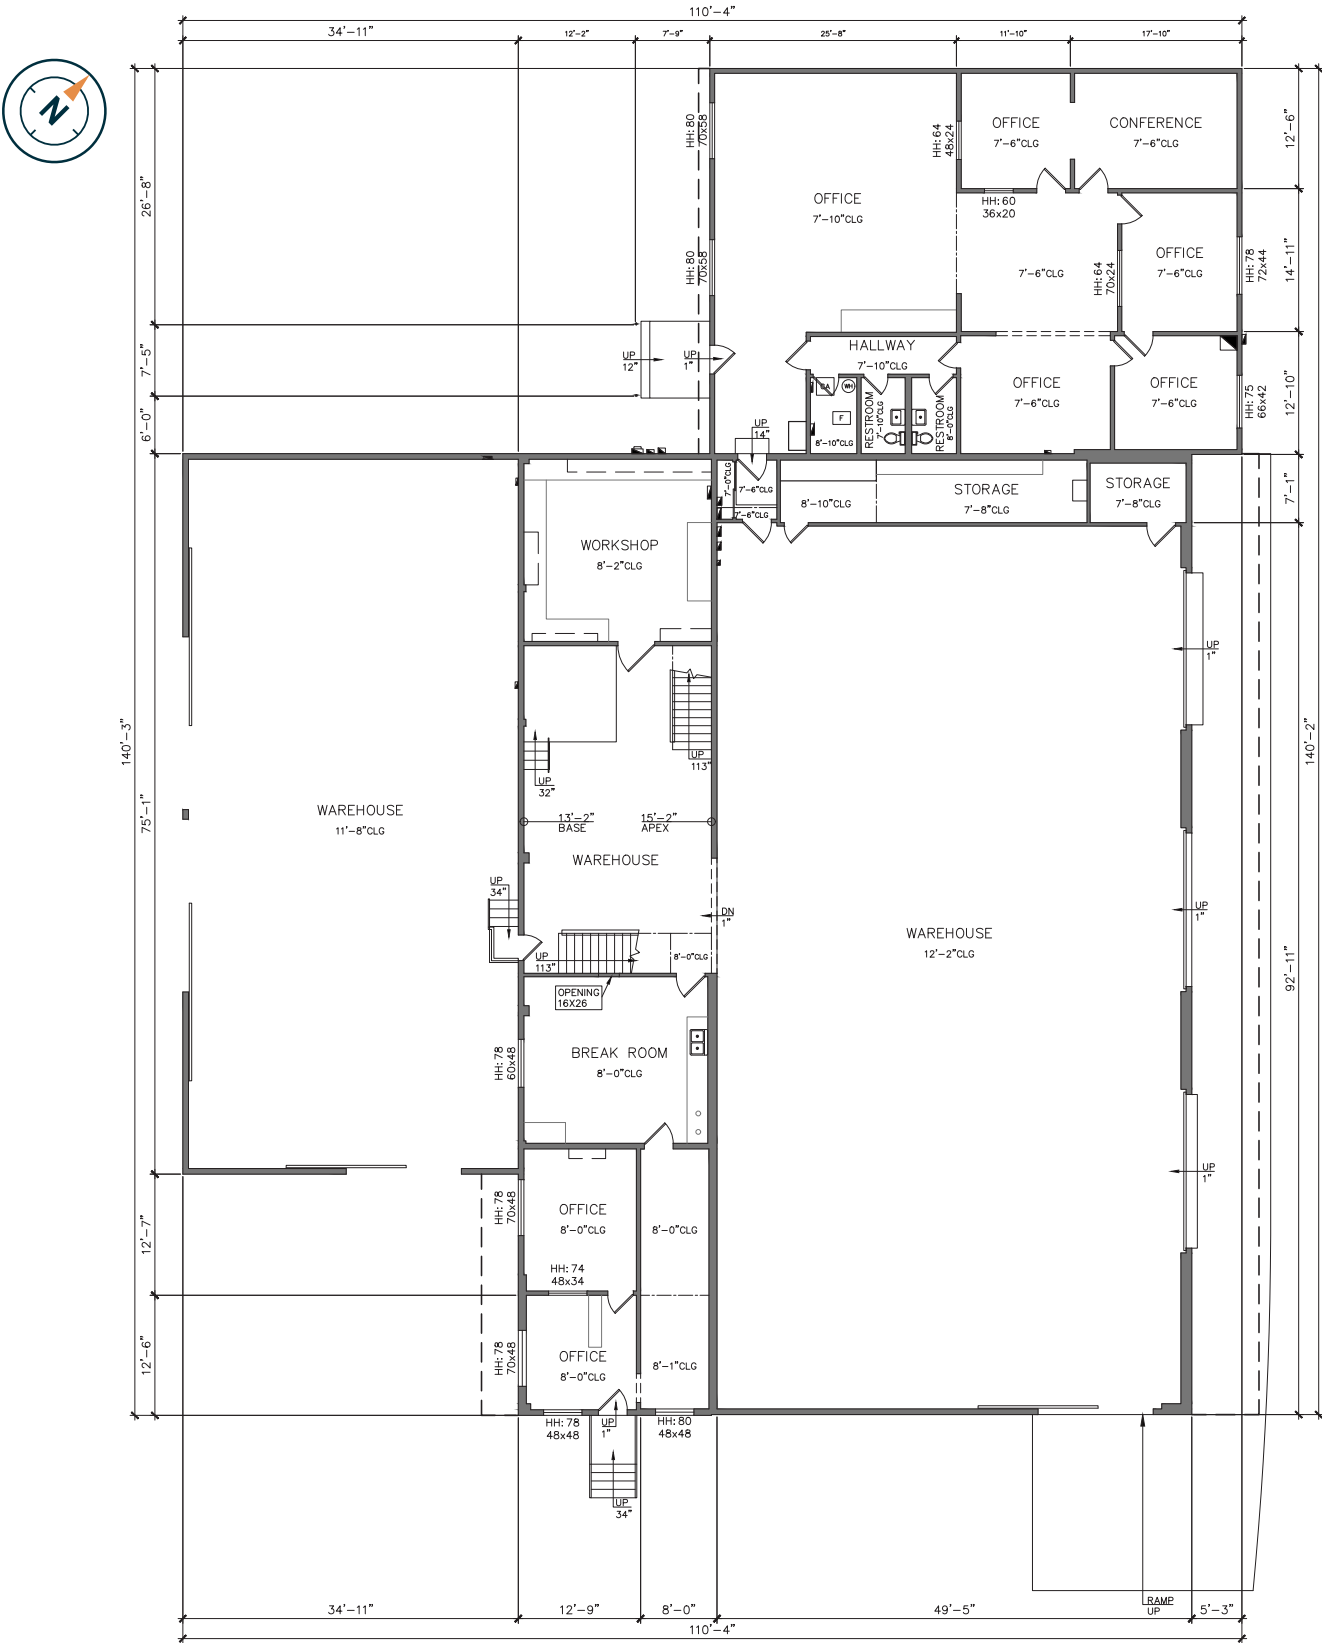 110'-4"
34'-11"
12'-2"
7'-9"
25'-8"
11'-10"
17'-10"
N
HH: 80
70x58
HH: 64
48x24
OFFICE
7'-6"CLG
CONFERENCE
7'-6"CLG
12'-6"
26'-8"
OFFICE
7'-10"CLG
HH: 60
36x20
HH: 80
70x58
7'-6"CLG
HH: 64
70x24
OFFICE
7'-6"CLG
HH: 78
72x44
14'-11"
7'-5"
UP
12"
UP
1"
HALLWAY
7'-10"CLG
OFFICE
7'-6"CLG
OFFICE
7'-6"CLG
HH: 75
66x42
12'-10"
6'-0"
CA
WH
F
8'-10"CLG
RESTROOM
7'-10"CLG
RESTROOM
8'-0"CLG
UP
14"
7'-0"CLG
7'-6"CLG
7'-6"CLG
8'-10"CLG
STORAGE
7'-8"CLG
STORAGE
7'-8"CLG
7'-1"
WORKSHOP
8'-2"CLG
UP
1"
140'-3"
140'-2"
UP
113"
UP
32"
75'-1"
WAREHOUSE
11'-8"CLG
13'-2"
BASE
15'-2"
APEX
WAREHOUSE
UP
34"
DN
1"
UP
1"
WAREHOUSE
12'-2"CLG
UP
113"
8'-0"CLG
92'-11"
OPENING
16X26
HH: 78
60x48
BREAK ROOM
8'-0"CLG
UP
1"
12'-7"
HH: 78
70x48
OFFICE
8'-0"CLG
8'-0"CLG
HH: 74
48x34
12'-6"
HH: 78
70x48
OFFICE
8'-0"CLG
8'-1"CLG
HH: 78
48x48
UP
1"
HH: 80
48x48
UP
34"
RAMP
UP
34'-11"
12'-9"
8'-0"
49'-5"
5'-3"
110'-4"